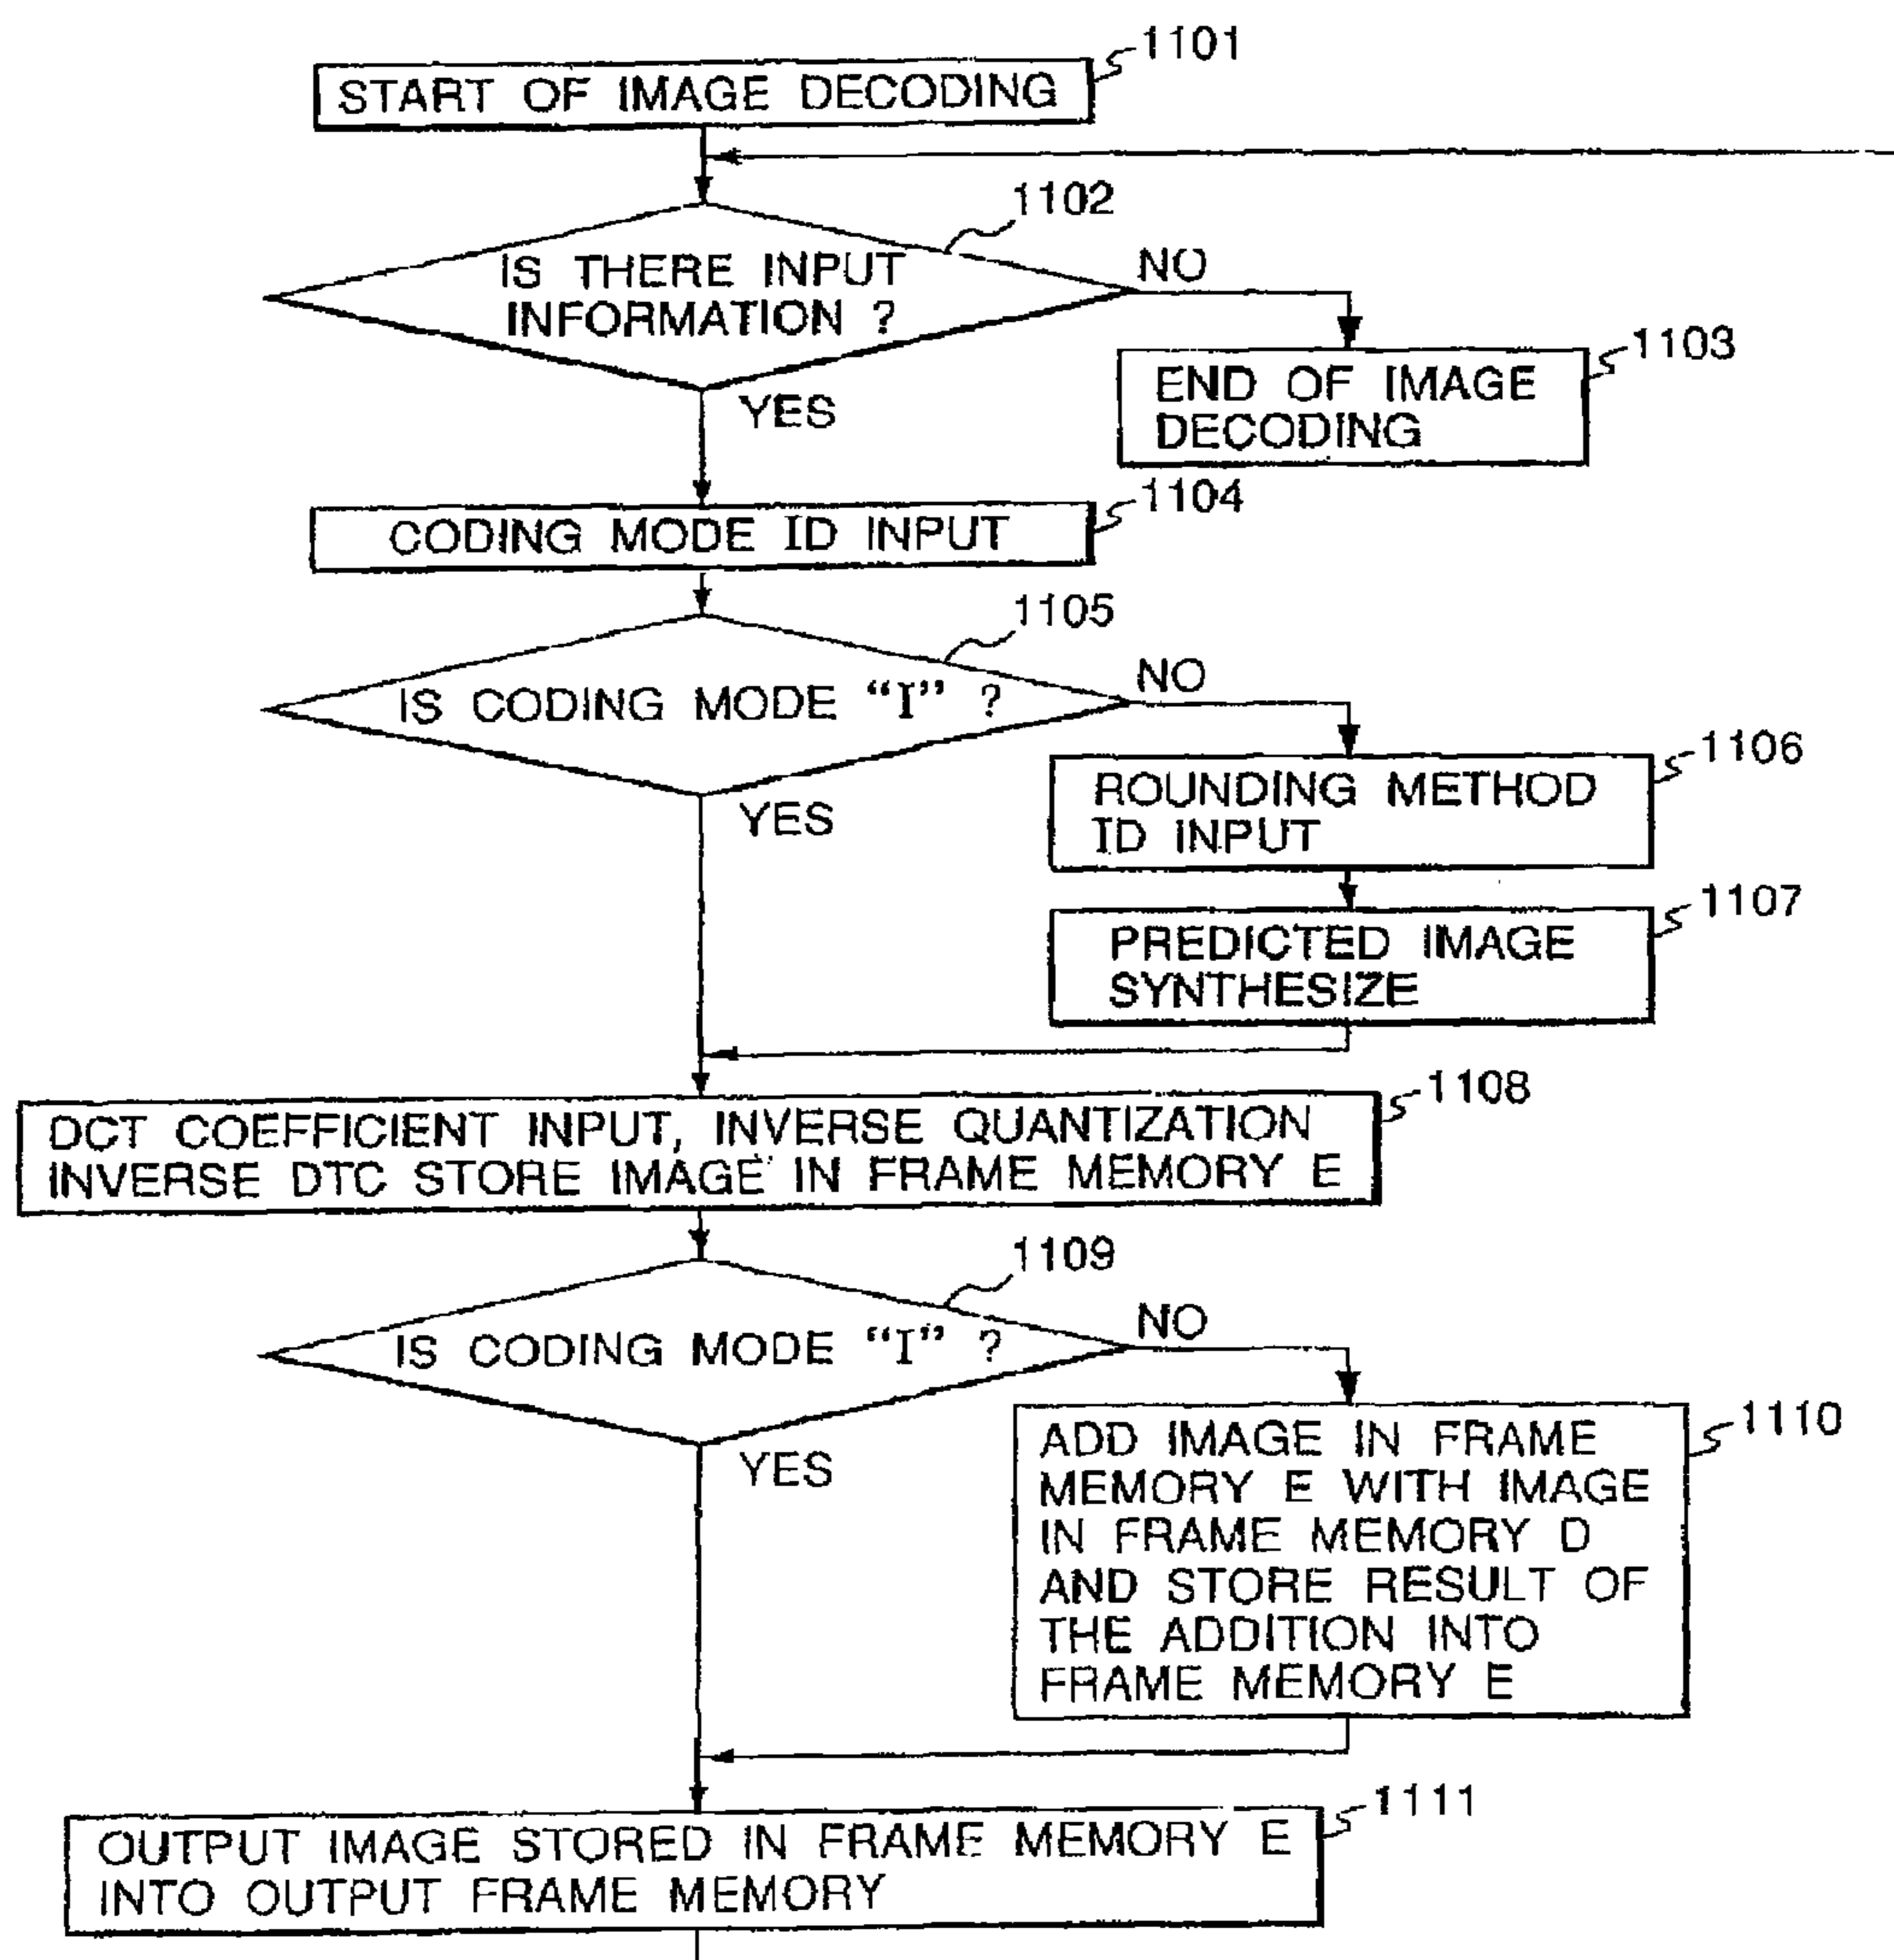 1101
START OF IMAGE DECODING
1102
IS THERE INPUT
INFORMATION ?
NO
YES
1103
END OF IMAGE
DECODING
1104
CODING MODE ID INPUT
1105
IS CODING MODE “I” ?
NO
YES
1106
ROUNDING METHOD
ID INPUT
1107
PREDICTED IMAGE
SYNTHESIZE
1108
DCT COEFFICIENT INPUT, INVERSE QUANTIZATION
INVERSE DTC STORE IMAGE IN FRAME MEMORY E
1109
IS CODING MODE “I” ?
NO
YES
1110
ADD IMAGE IN FRAME
MEMORY E WITH IMAGE
IN FRAME MEMORY D
AND STORE RESULT OF
THE ADDITION INTO
FRAME MEMORY E
1111
OUTPUT IMAGE STORED IN FRAME MEMORY E
INTO OUTPUT FRAME MEMORY